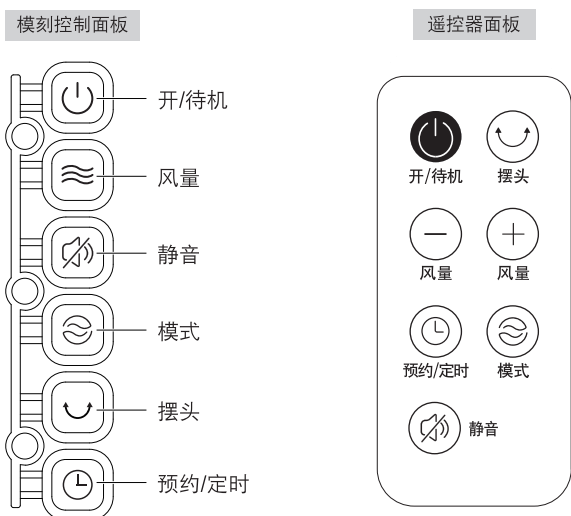 模刻控制面板
开/待机
风量
静音
模式
摆头
预约/定时
遥控器面板
开/待机 摆头
风量 风量
预约/定时 模式
静音